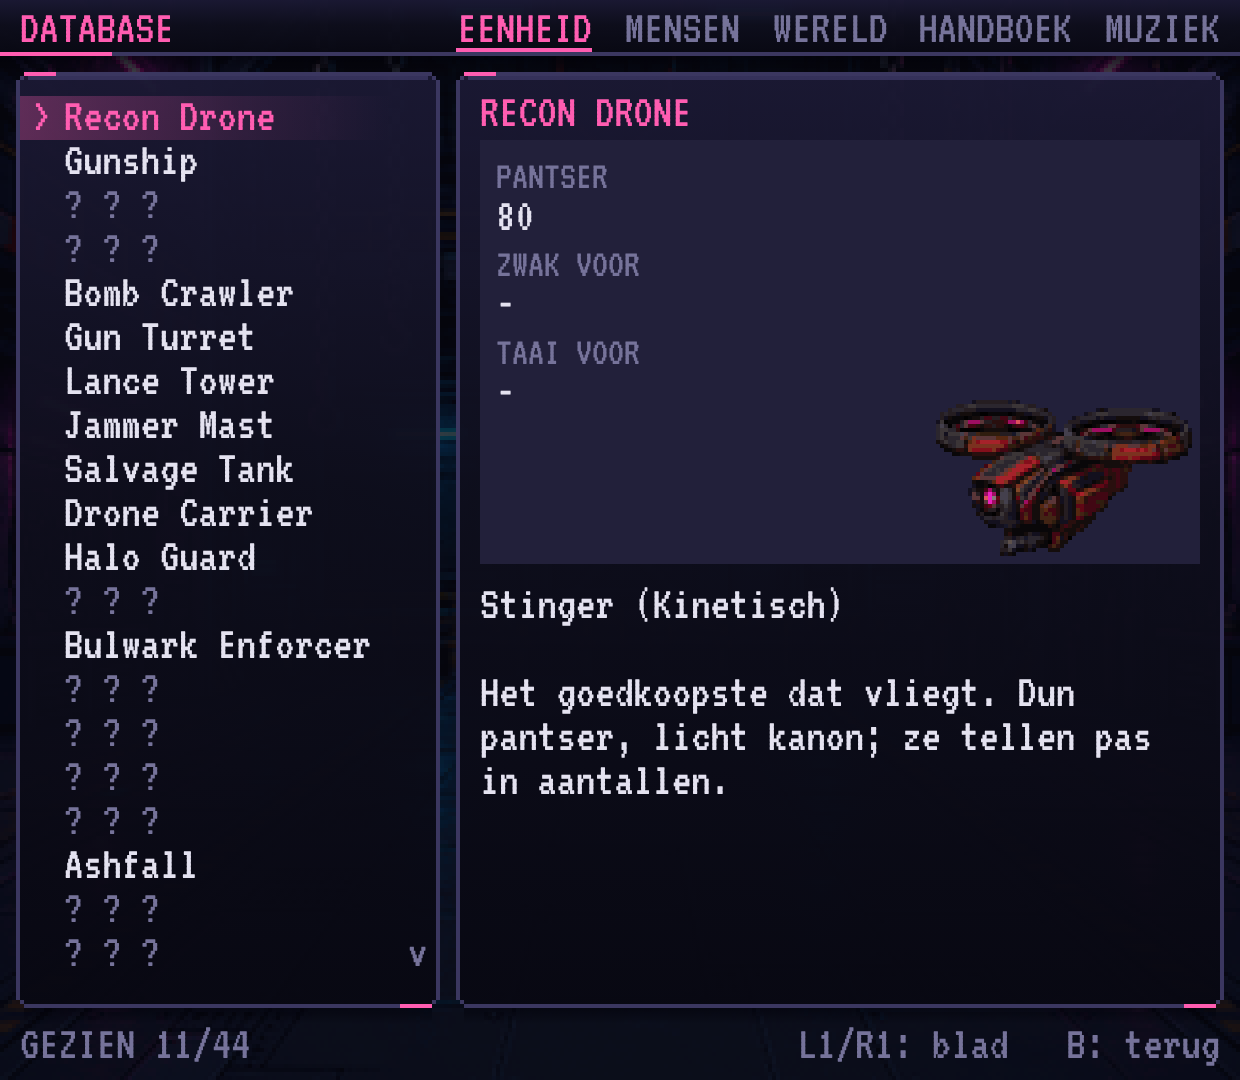 DATABASE
EENHEID MENSEN WERELD HANDBOEK MUZIEK
> Recon Drone
Gunship
? ? ?
? ? ?
Bomb Crawler
Gun Turret
Lance Tower
Jammer Mast
Salvage Tank
Drone Carrier
Halo Guard
? ? ?
Bulwark Enforcer
? ? ?
? ? ?
? ? ?
? ? ?
Ashfall
? ? ?
? ? ?
v
RECON DRONE
PANTSER
80
ZWAK VOOR
-
TAAI VOOR
-
Stinger (Kinetisch)
Het goedkoopste dat vliegt. Dun
pantser, licht kanon; ze tellen pas
in aantallen.
GEZIEN 11/44
L1/R1: blad B: terug